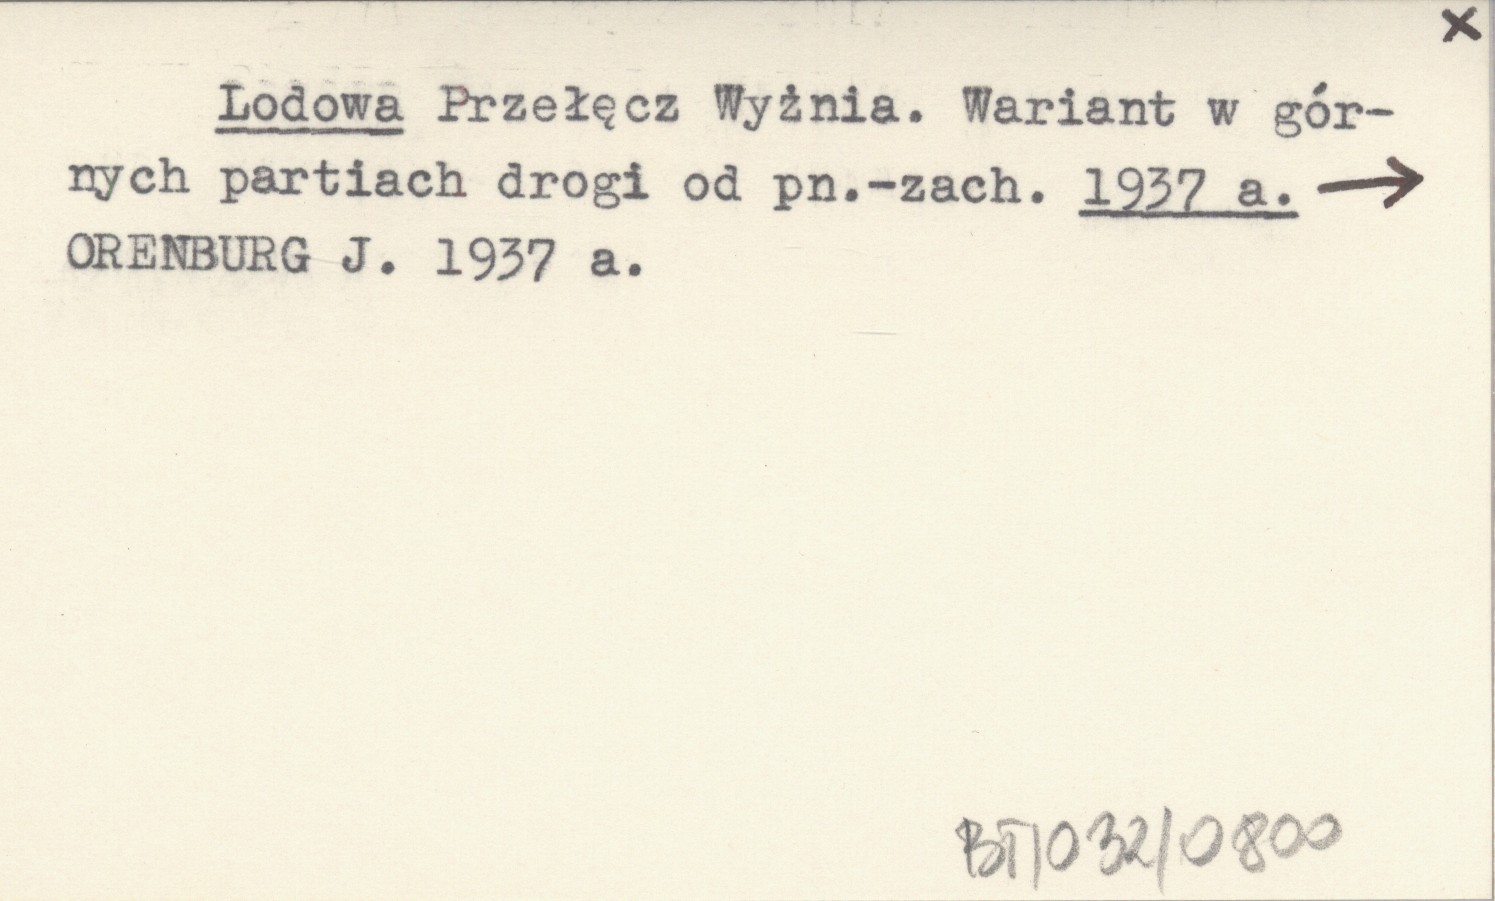 ×
Lodowa Przełęcz Wyżnia. Wariant w gór-
nych partiach drogi od pn.-zach. 1937 a. →
ORENBURG J. 1937 a.
BT/032/0800